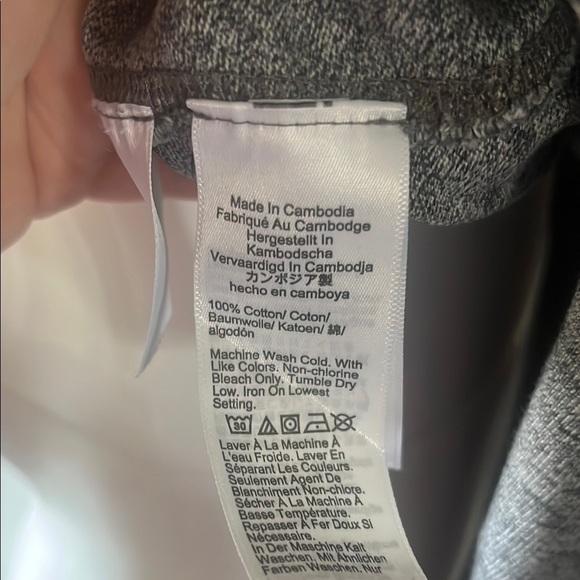 Made In Cambodia
Fabriqué Au Cambodge
Hergestellt In
Kambodscha
Vervaardigd In Cambodja
カンボジア製
hecho en camboya
100% Cotton/ Coton/
Baumwolle/ Katoen/ 綿/
algodón
Machine Wash Cold. With
Like Colors. Non-chlorine
Bleach Only. Tumble Dry
Low. Iron On Lowest
Setting.
30
Laver À La Machine À
L'eau Froide. Laver En
Séparant Les Couleurs.
Seulement Agent De
Blanchiment Non-chlore.
Sécher À La Machine À
Basse Température.
Repasser À Fer Doux Si
Nécessaire.
In Der Maschine Kalt
Waschen. Mit Ähnlichen
Farben Waschen. Nur